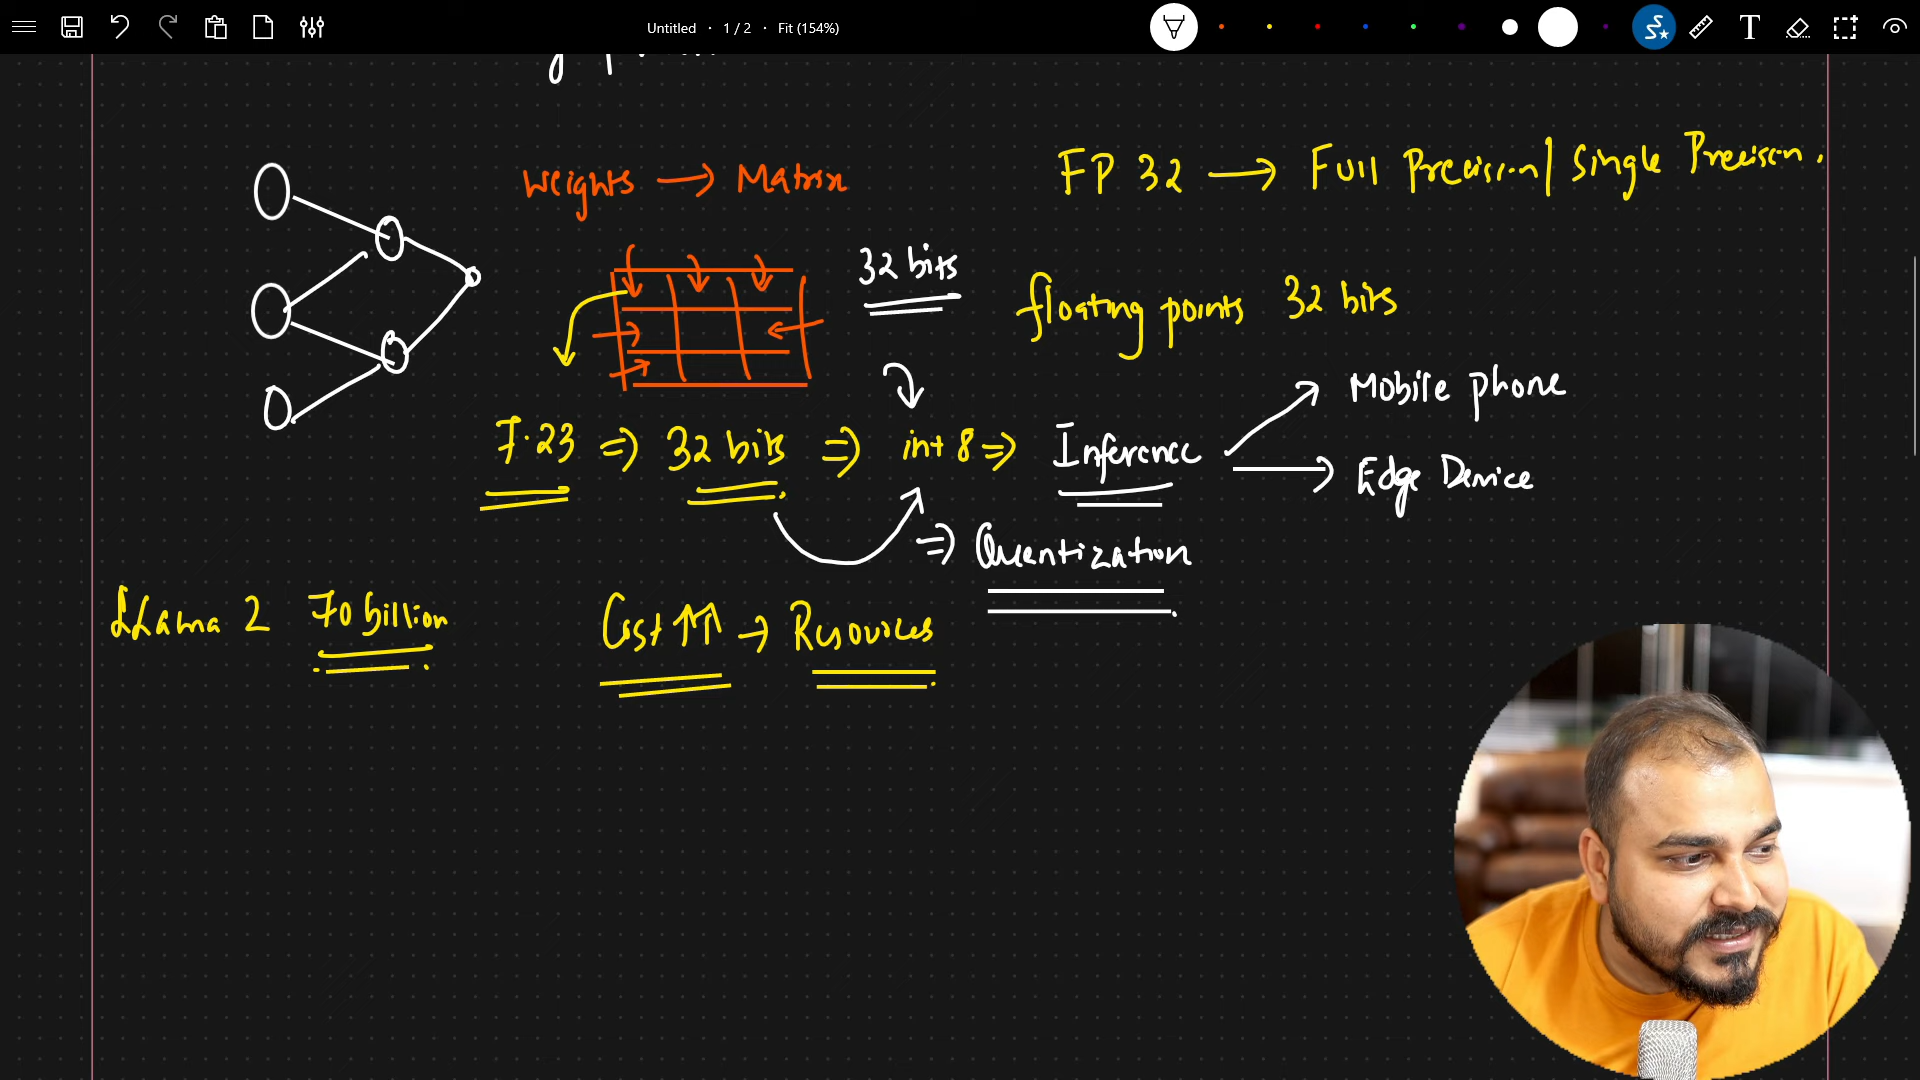 Untitled · 1 / 2 · Fit (154%)
T
Weights → Matrix
FP 32 → Full Precision / Single Precision.
32 bits
floating points 32 bits
7.23 ⇒ 32 bits ⇒ int 8 ⇒ Inference
Mobile phone
Edge Device
⇒ Quantization
LLama 2 70 billion
Cost ↑↑ → Resources